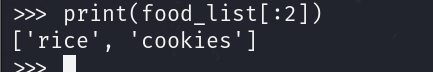 >>> print(food_list[:2])
['rice', 'cookies']
>>>